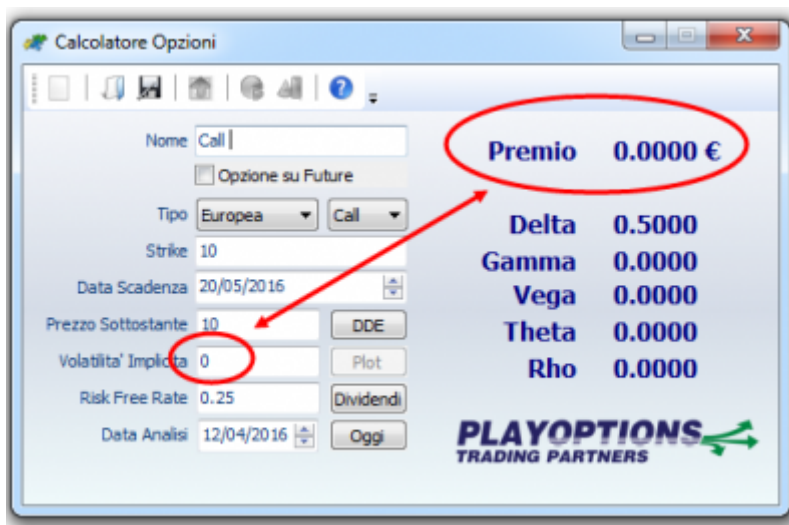 Calcolatore Opzioni
Nome Call
Opzione su Future
Tipo Europea Call
Strike 10
Data Scadenza 20/05/2016
Prezzo Sottostante 10 DDE
Volatilita' Implicita 0 Plot
Risk Free Rate 0.25 Dividendi
Data Analisi 12/04/2016 Oggi
Premio 0.0000 €
Delta 0.5000
Gamma 0.0000
Vega 0.0000
Theta 0.0000
Rho 0.0000
PLAYOPTIONS
TRADING PARTNERS